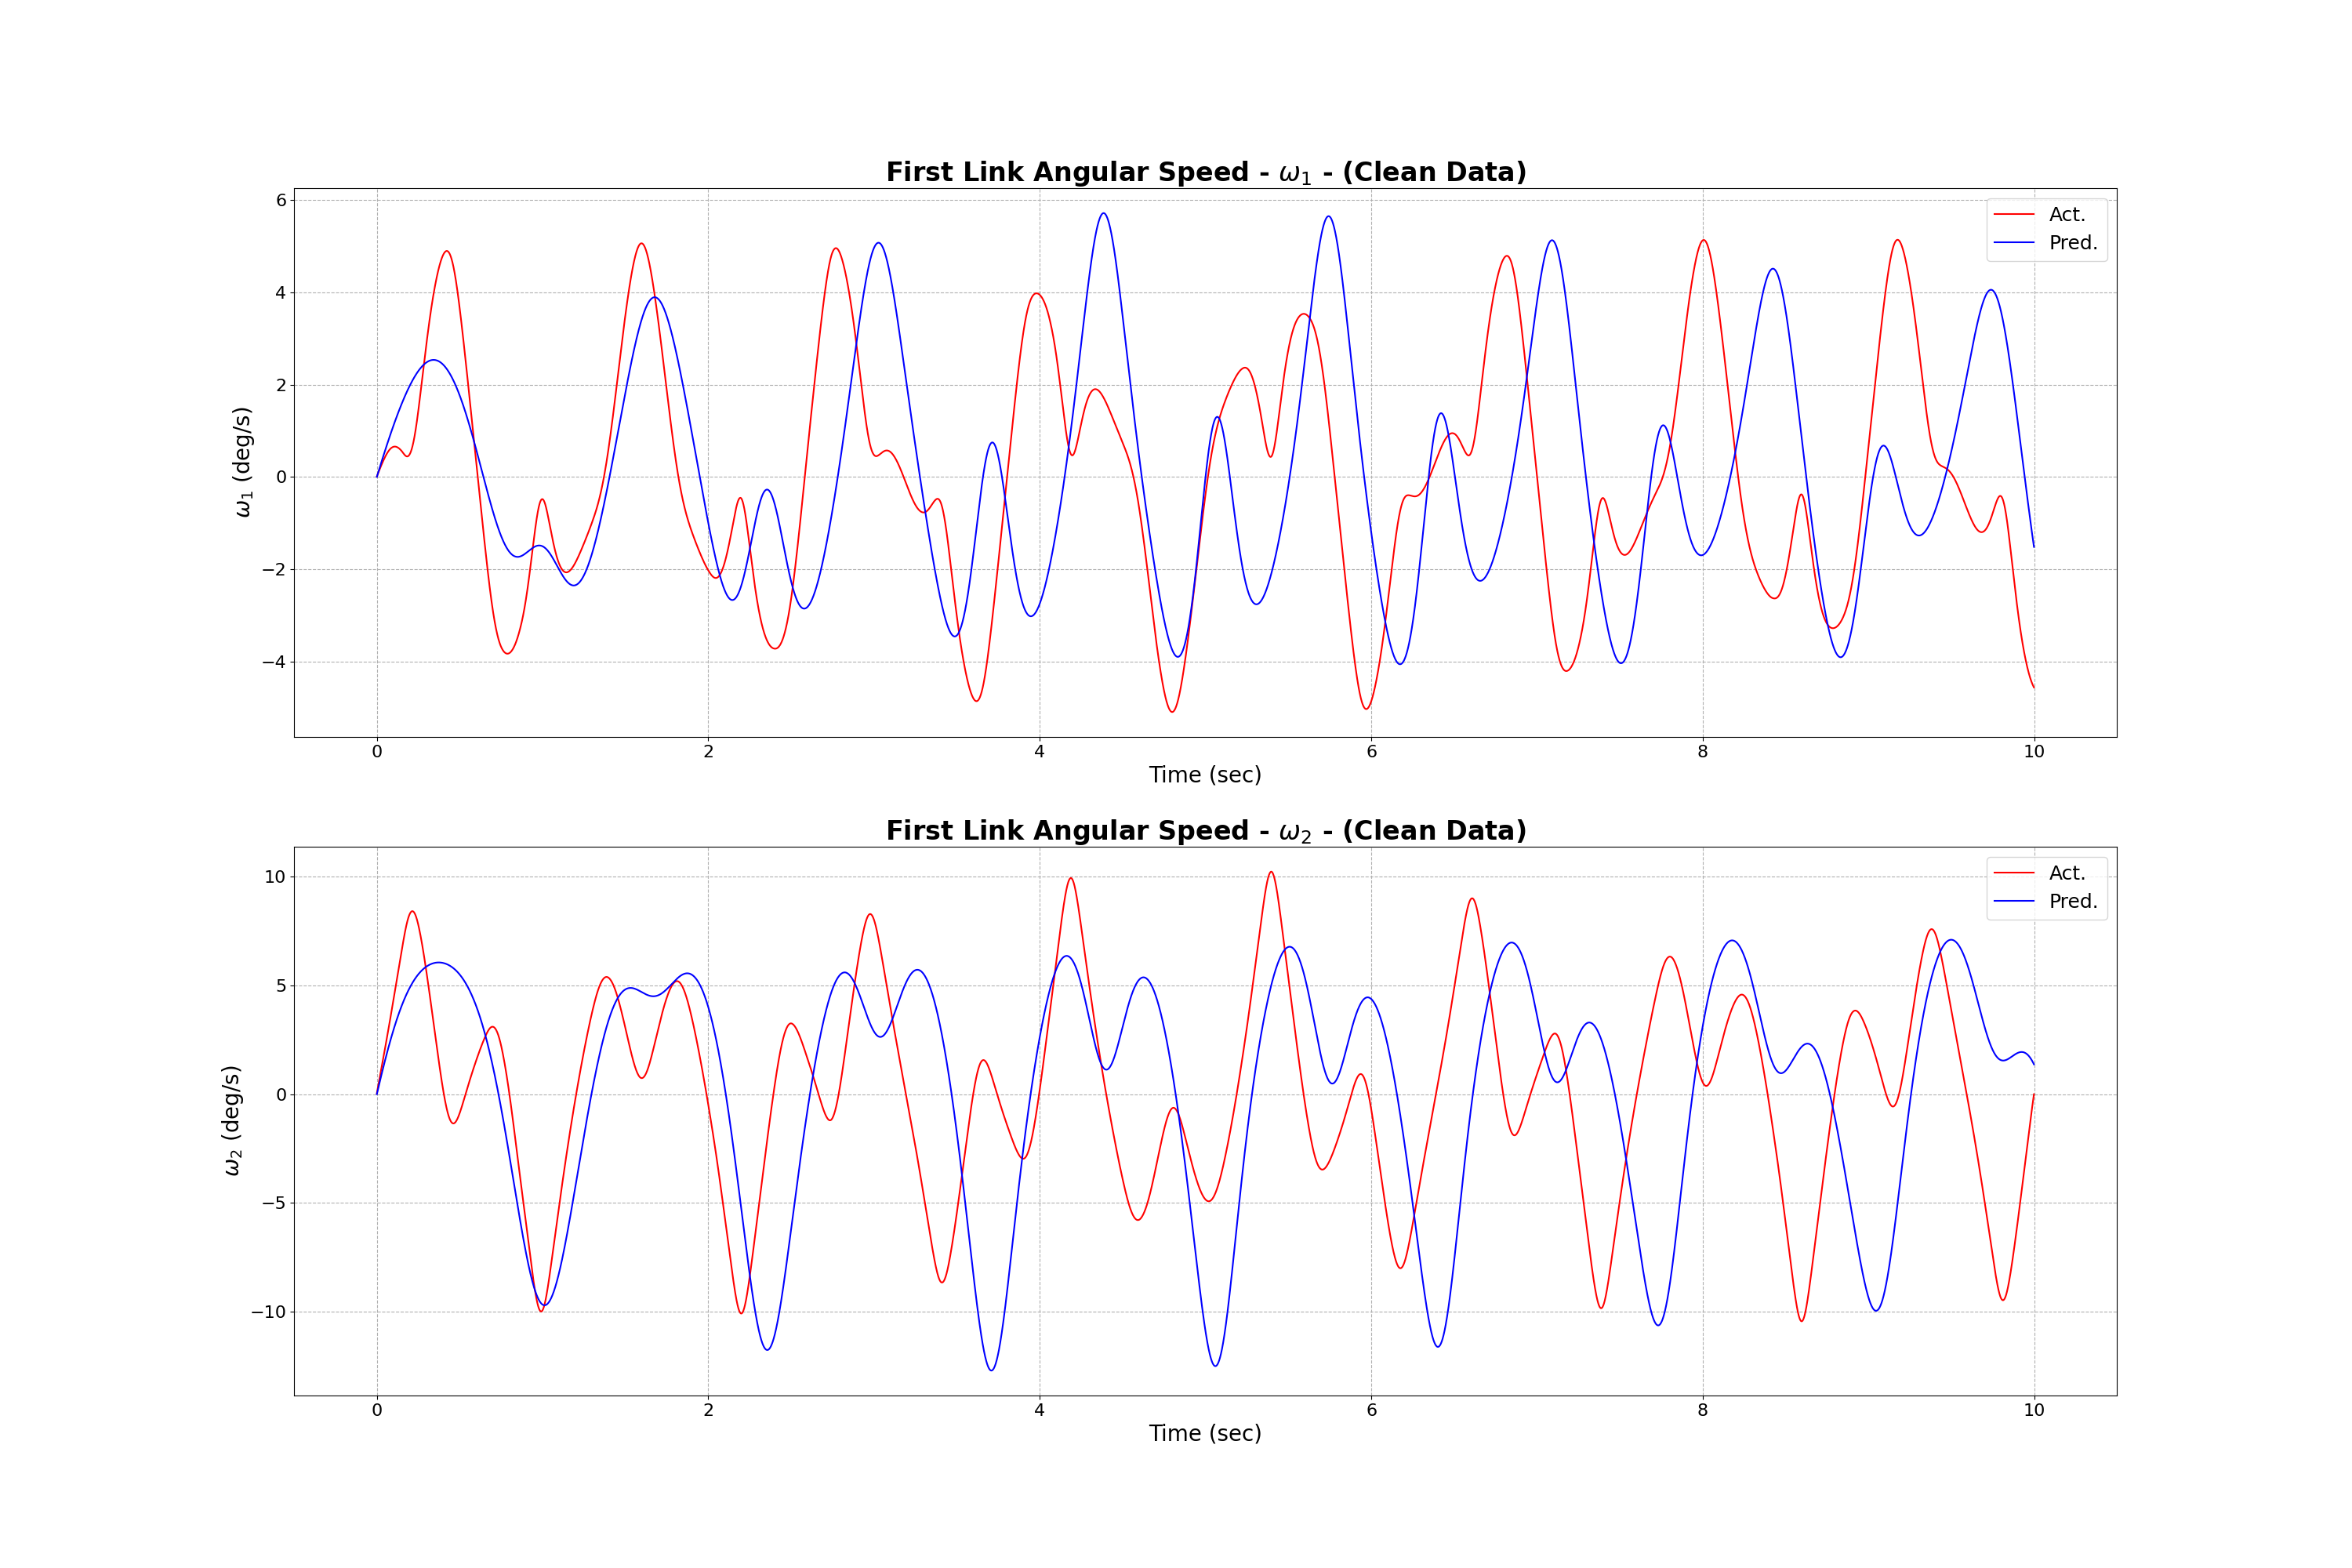 First Link Angular Speed - ω₁ - (Clean Data)
6
4
2
0
−2
−4
ω₁ (deg/s)
Act.
Pred.
0 2 4 6 8 10
Time (sec)
First Link Angular Speed - ω₂ - (Clean Data)
10
5
0
−5
−10
ω₂ (deg/s)
Act.
Pred.
0 2 4 6 8 10
Time (sec)